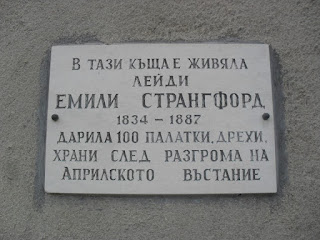 В ТАЗИ КЪЩА Е ЖИВЯЛА
ЛЕЙДИ
ЕМИЛИ СТРАНГФОРД
1834 - 1887
ДАРИЛА 100 ПАЛАТКИ, ДРЕХИ,
ХРАНИ СЛЕД РАЗГРОМА НА
АПРИЛСКОТО ВЪСТАНИЕ